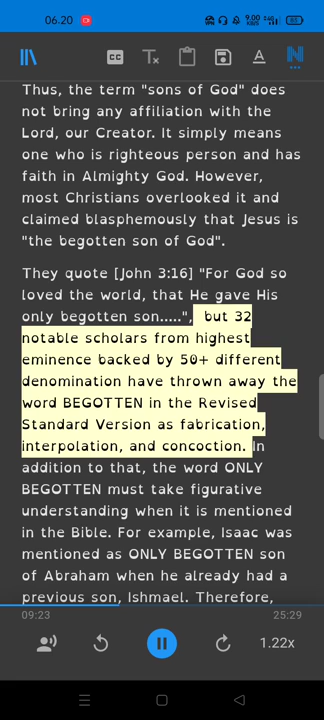 06.20
9.00
KB/S
65
CC
Tx
A
N
Thus, the term "sons of God" does
not bring any affiliation with the
Lord, our Creator. It simply means
one who is righteous person and has
faith in Almighty God. However,
most Christians overlooked it and
claimed blasphemously that Jesus is
"the begotten son of God".
They quote [John 3:16] "For God so
loved the world, that He gave His
only begotten son.....", but 32
notable scholars from highest
eminence backed by 50+ different
denomination have thrown away the
word BEGOTTEN in the Revised
Standard Version as fabrication,
interpolation, and concoction. In
addition to that, the word ONLY
BEGOTTEN must take figurative
understanding when it is mentioned
in the Bible. For example, Isaac was
mentioned as ONLY BEGOTTEN son
of Abraham when he already had a
previous son, Ishmael. Therefore,
09:23
25:29
1.22x